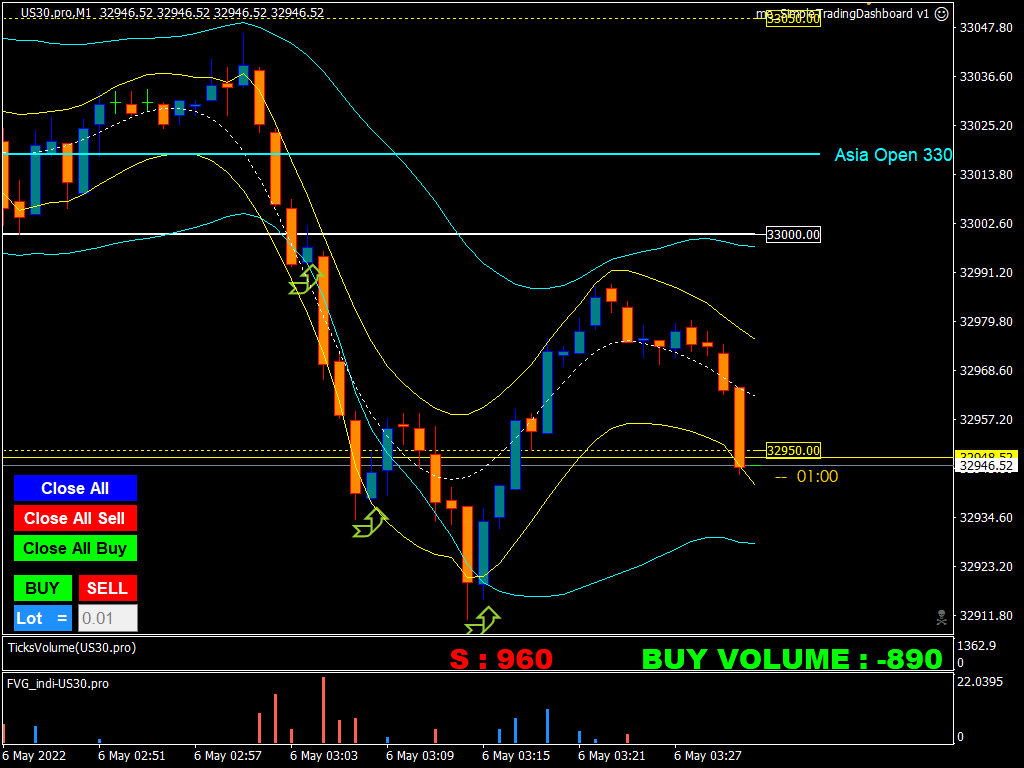 US30.pro,M1 32946.52 32946.52 32946.52 32946.52
SimpleTradingDashboard v1
33050.00
33047.80
33036.60
33025.20
Asia Open 330
33013.80
33000.00
33002.60
32991.20
32979.80
32968.60
32957.20
32950.00
32948.52
32946.52
-- 01:00
Close All
Close All Sell
Close All Buy
BUY SELL
Lot = 0.01
32934.60
32923.20
32911.80
TicksVolume(US30.pro)
S : 960
BUY VOLUME : -890
1362.9
0
FVG_indi-US30.pro
22.0395
0
6 May 2022 6 May 02:51 6 May 02:57 6 May 03:03 6 May 03:09 6 May 03:15 6 May 03:21 6 May 03:27